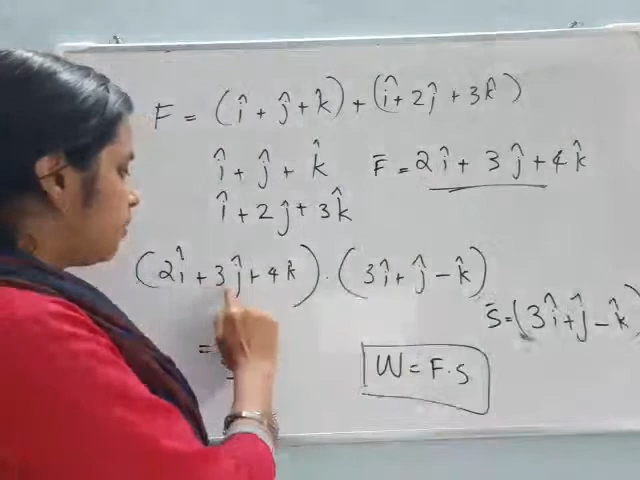 F = (î + ĵ + k̂) + (î + 2ĵ + 3k̂)
î + ĵ + k̂
F̄ = 2î + 3ĵ + 4k̂
î + 2ĵ + 3k̂
(2î + 3ĵ + 4k̂) . (3î + ĵ - k̂)
S̄ = (3î + ĵ - k̂)
=
W = F.S